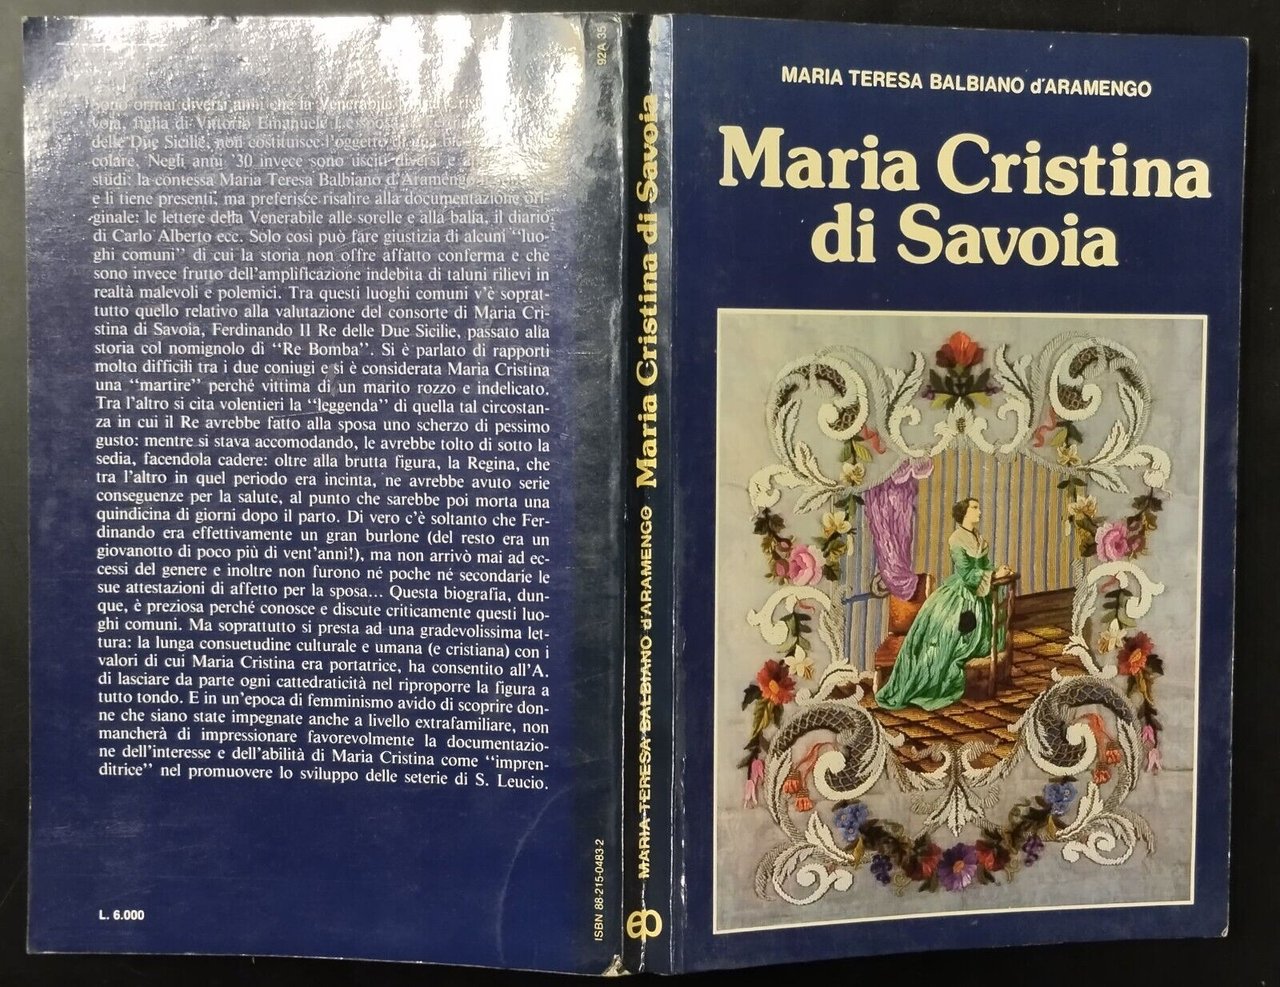 Sono ormai diversi anni che la Venerabile Maria Cristina di Sa-
voia, figlia di Vittorio Emanuele I e sposa
delle Due Sicilie, non costituisce l'oggetto di una
colare. Negli anni '30 invece sono usciti diversi e
studi: la contessa Maria Teresa Balbiano d'Aramengo
e li tiene presenti, ma preferisce risalire alla documentazione ori-
ginale: le lettere della Venerabile alle sorelle e alla balia, il diario
di Carlo Alberto ecc. Solo così può fare giustizia di alcuni "luo-
ghi comuni" di cui la storia non offre affatto conferma e che
sono invece frutto dell'amplificazione indebita di taluni rilievi in
realtà malevoli e polemici. Tra questi luoghi comuni v'è soprat-
tutto quello relativo alla valutazione del consorte di Maria Cri-
stina di Savoia, Ferdinando II Re delle Due Sicilie, passato alla
storia col nomignolo di "Re Bomba". Si è parlato di rapporti
molto difficili tra i due coniugi e si è considerata Maria Cristina
una "martire" perché vittima di un marito rozzo e indelicato.
Tra l'altro si cita volentieri la "leggenda" di quella tal circostan-
za in cui il Re avrebbe fatto alla sposa uno scherzo di pessimo
gusto: mentre si stava accomodando, le avrebbe tolto di sotto la
sedia, facendola cadere: oltre alla brutta figura, la Regina, che
tra l'altro in quel periodo era incinta, ne avrebbe avuto serie
conseguenze per la salute, al punto che sarebbe poi morta una
quindicina di giorni dopo il parto. Di vero c'è soltanto che Fer-
dinando era effettivamente un gran burlone (del resto era un
giovanotto di poco più di vent'anni!), ma non arrivò mai ad ec-
cessi del genere e inoltre non furono né poche né secondarie le
sue attestazioni di affetto per la sposa... Questa biografia, dun-
que, è preziosa perché conosce e discute criticamente questi luo-
ghi comuni. Ma soprattutto si presta ad una gradevolissima let-
tura: la lunga consuetudine culturale e umana (e cristiana) con i
valori di cui Maria Cristina era portatrice, ha consentito all'A.
di lasciare da parte ogni cattedraticità nel riproporre la figura a
tutto tondo. E in un'epoca di femminismo avido di scoprire don-
ne che siano state impegnate anche a livello extrafamiliare, non
mancherà di impressionare favorevolmente la documentazio-
ne dell'interesse e dell'abilità di Maria Cristina come "impren-
ditrice" nel promuovere lo sviluppo delle seterie di S. Leucio.
L. 6.000
92A 35
ISBN 88-215-0483-2
MARIA TERESA BALBIANO d'ARAMENGO Maria Cristina di Savoia
MARIA TERESA BALBIANO d'ARAMENGO
Maria Cristina
di Savoia